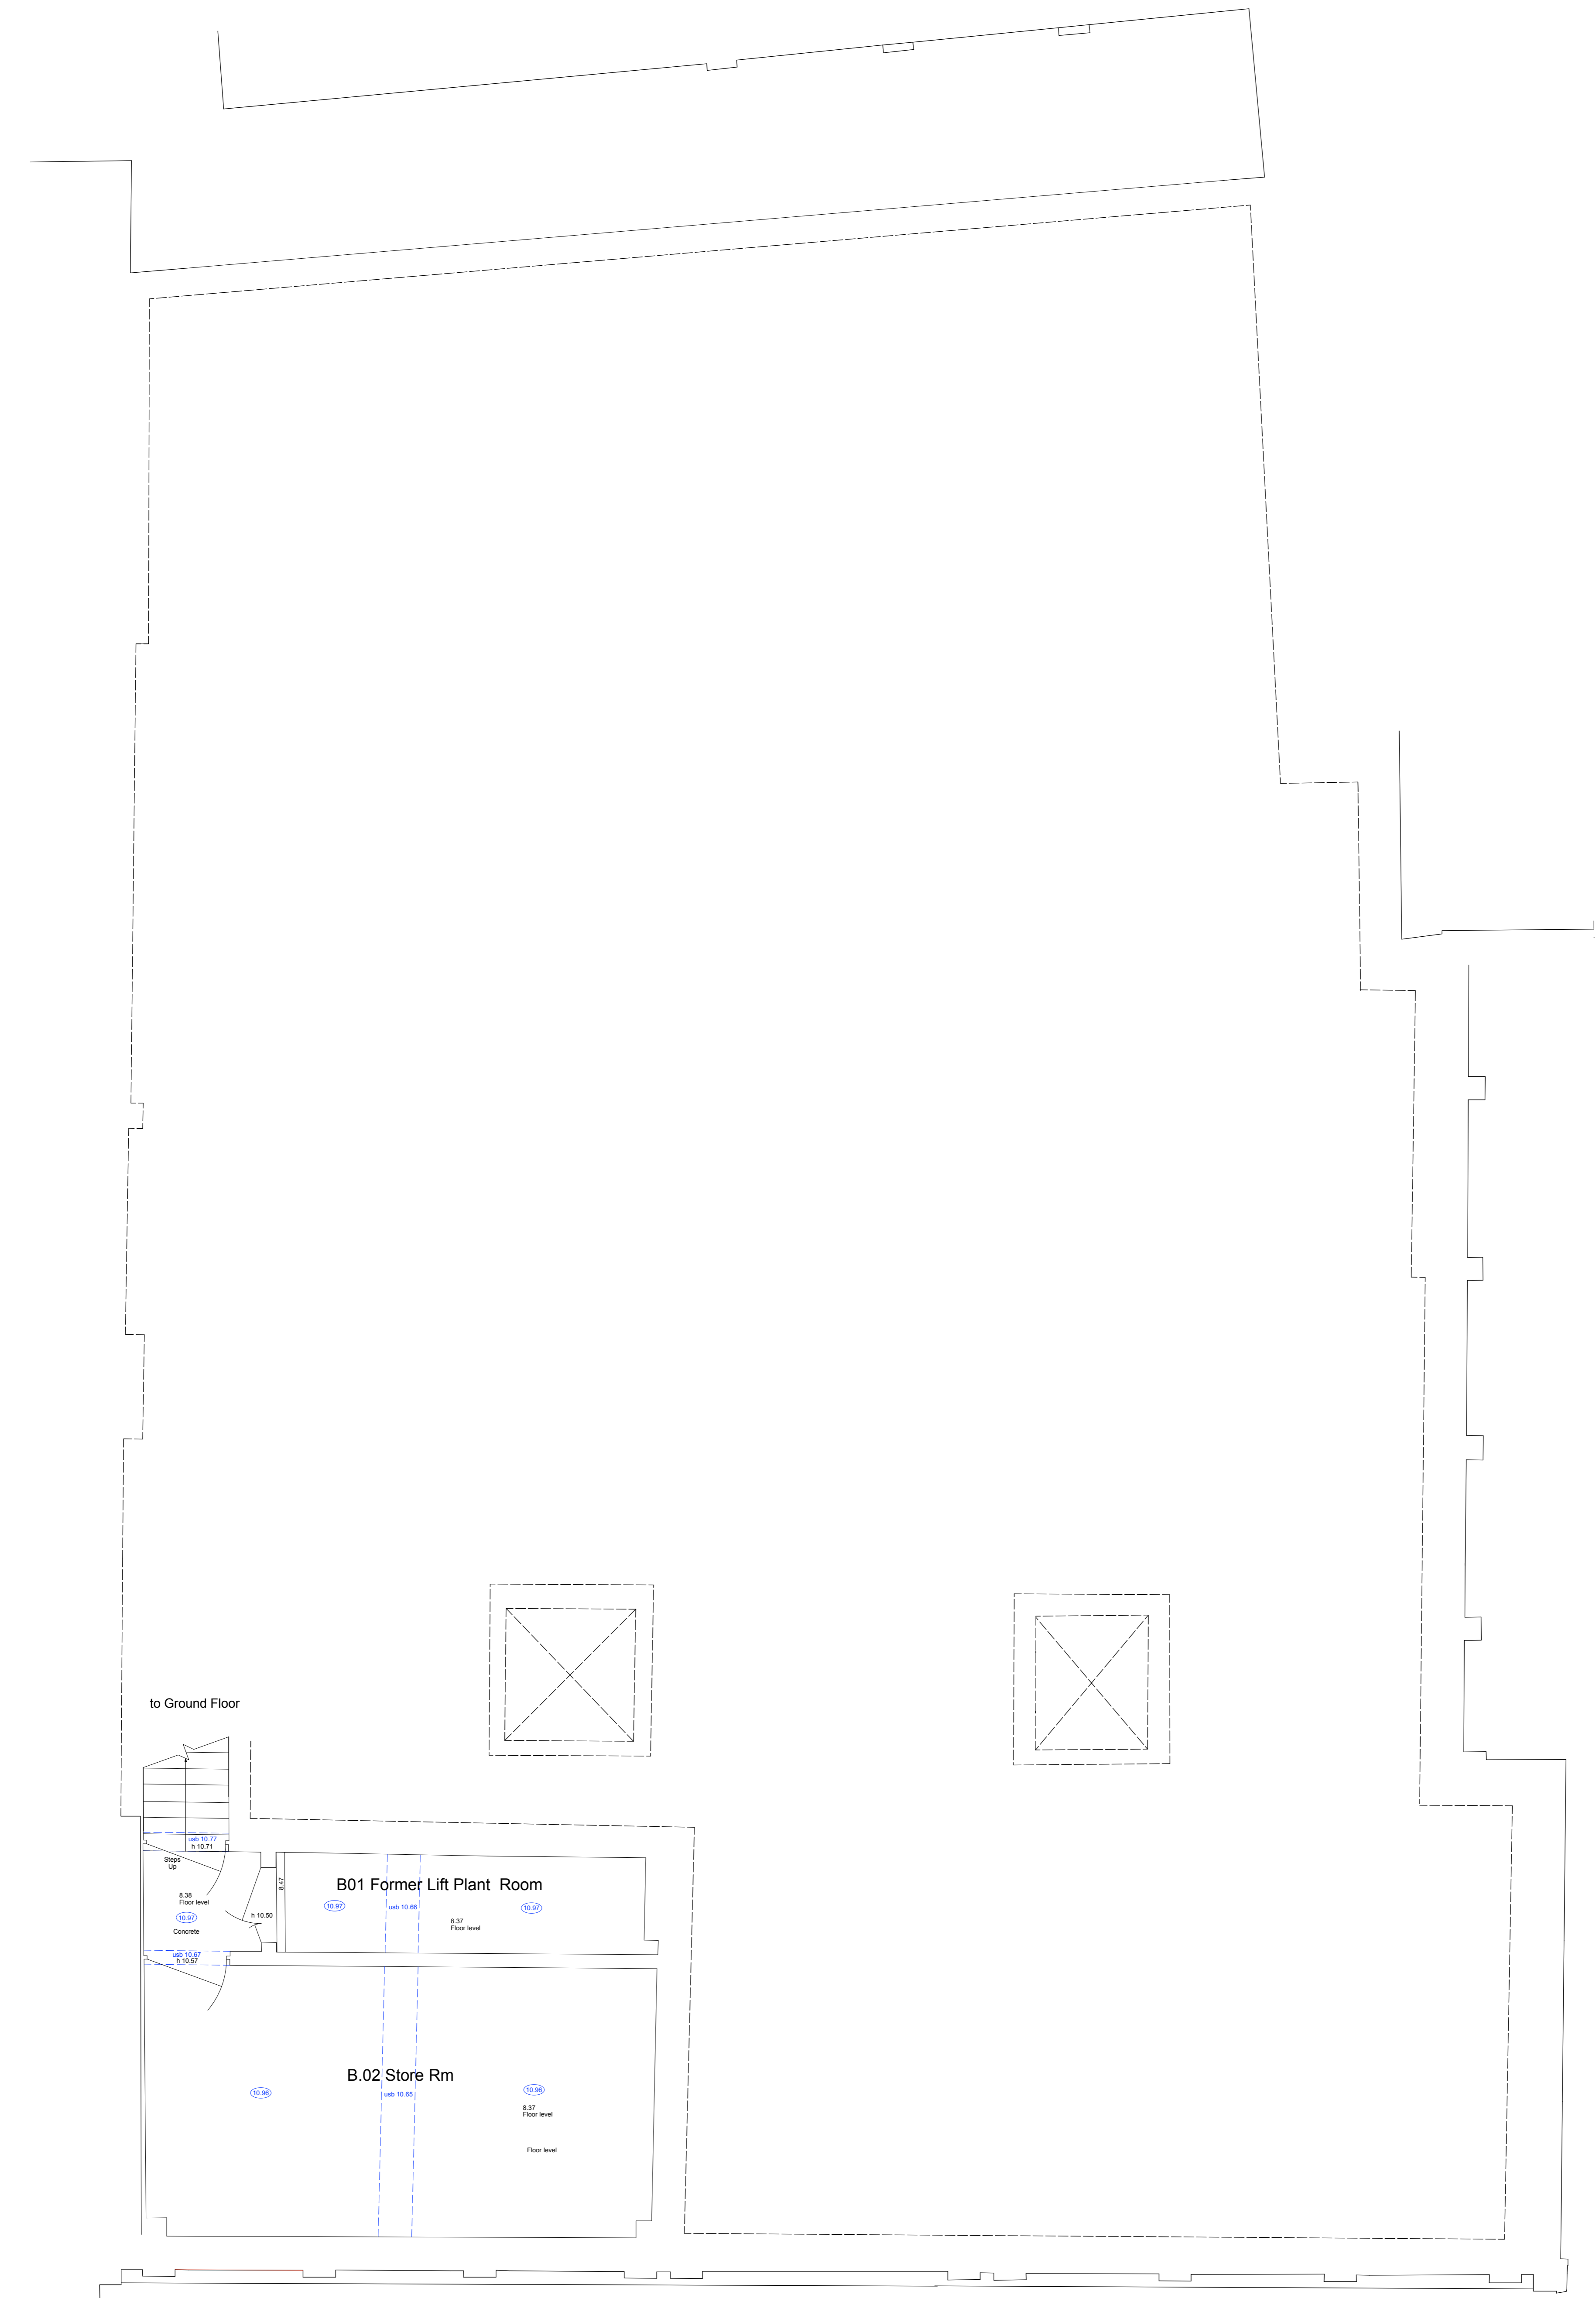 to Ground Floor
usb 10.77
h 10.71
Steps
Up
8.38
Floor level
10.97
Concrete
h 10.50
8.47
B01 Former Lift Plant Room
10.97
usb 10.66
10.97
8.37
Floor level
usb 10.67
h 10.57
B.02 Store Rm
10.96
usb 10.65
10.96
8.37
Floor level
Floor level